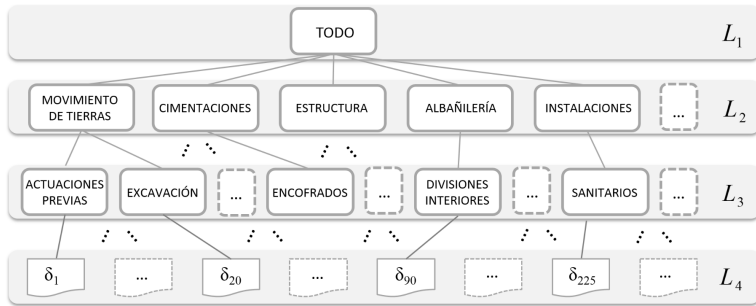 TODO
L1
MOVIMIENTO
DE TIERRAS
CIMENTACIONES
ESTRUCTURA
ALBAÑILERÍA
INSTALACIONES
...
L2
ACTUACIONES
PREVIAS
EXCAVACIÓN
...
ENCOFRADOS
...
DIVISIONES
INTERIORES
...
SANITARIOS
...
L3
δ1
...
δ20
...
δ90
...
δ225
...
L4